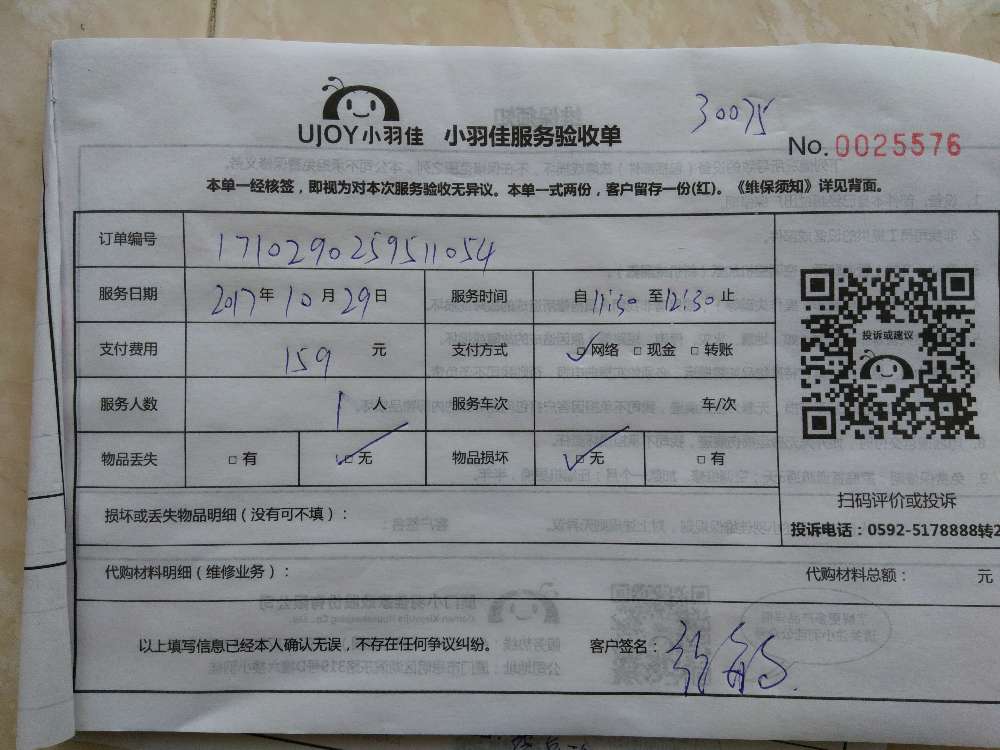 30075
UJOY小羽佳 小羽佳服务验收单
No. 0025576
本单一经核签，即视为对本次服务验收无异议。本单一式两份，客户留存一份(红)。《维保须知》详见背面。
订单编号 1710290259511054
服务日期 2017年10月29日 服务时间 自11:30至12:30止
支付费用 159 元 支付方式 ☑网络 □现金 □转账
服务人数 1 人 服务车次 车/次
物品丢失 □有 ☑无 物品损坏 ☑无 □有
投诉或建议
扫码评价或投诉
投诉电话：0592-5178888转2
损坏或丢失物品明细（没有可不填）：
代购材料明细（维修业务）： 代购材料总额： 元
以上填写信息已经本人确认无误，不存在任何争议纠纷。 客户签名：